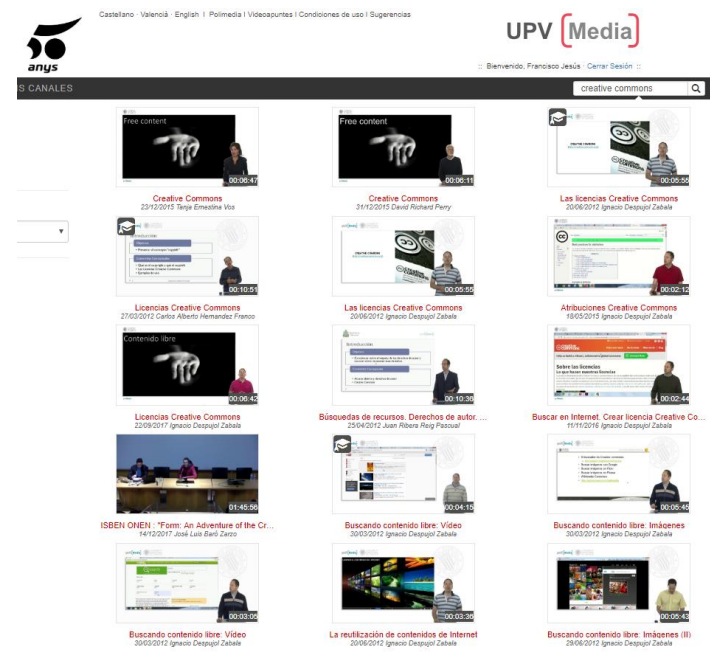 Castellano · Valencià · English | Polimedia | Videoapuntes | Condiciones de uso | Sugerencias
UPV [Media]
anys
:: Bienvenido, Francisco Jesús · Cerrar Sesión ::
S CANALES
creative commons
Free content
00:06:47
Free content
00:06:11
00:05:55
Creative Commons
23/12/2015 Tanja Ernestina Vos
Creative Commons
31/12/2015 David Richard Perry
Las licencias Creative Commons
20/06/2012 Ignacio Despujol Zabala
00:10:51
00:05:55
00:02:12
Licencias Creative Commons
27/03/2012 Carlos Alberto Hernandez Franco
Las licencias Creative Commons
20/06/2012 Ignacio Despujol Zabala
Atribuciones Creative Commons
18/05/2015 Ignacio Despujol Zabala
Contenido libre
00:06:42
00:10:36
Sobre las licencias
Lo que hacen nuestras licencias
00:02:44
Licencias Creative Commons
22/09/2017 Ignacio Despujol Zabala
Búsquedas de recursos. Derechos de autor. ...
25/04/2012 Juan Ribera Reig Pascual
Buscar en Internet. Crear licencia Creative Co...
11/11/2016 Ignacio Despujol Zabala
01:45:56
00:04:15
00:05:45
ISBEN ONEN : "Form: An Adventure of the Cr...
14/12/2017 José Luis Baró Zarzo
Buscando contenido libre: Vídeo
30/03/2012 Ignacio Despujol Zabala
Buscando contenido libre: Imágenes
30/03/2012 Ignacio Despujol Zabala
00:03:05
00:03:36
00:05:43
Buscando contenido libre: Vídeo
30/03/2012 Ignacio Despujol Zabala
La reutilización de contenidos de Internet
20/06/2012 Ignacio Despujol Zabala
Buscando contenido libre: Imágenes (II)
29/06/2012 Ignacio Despujol Zabala